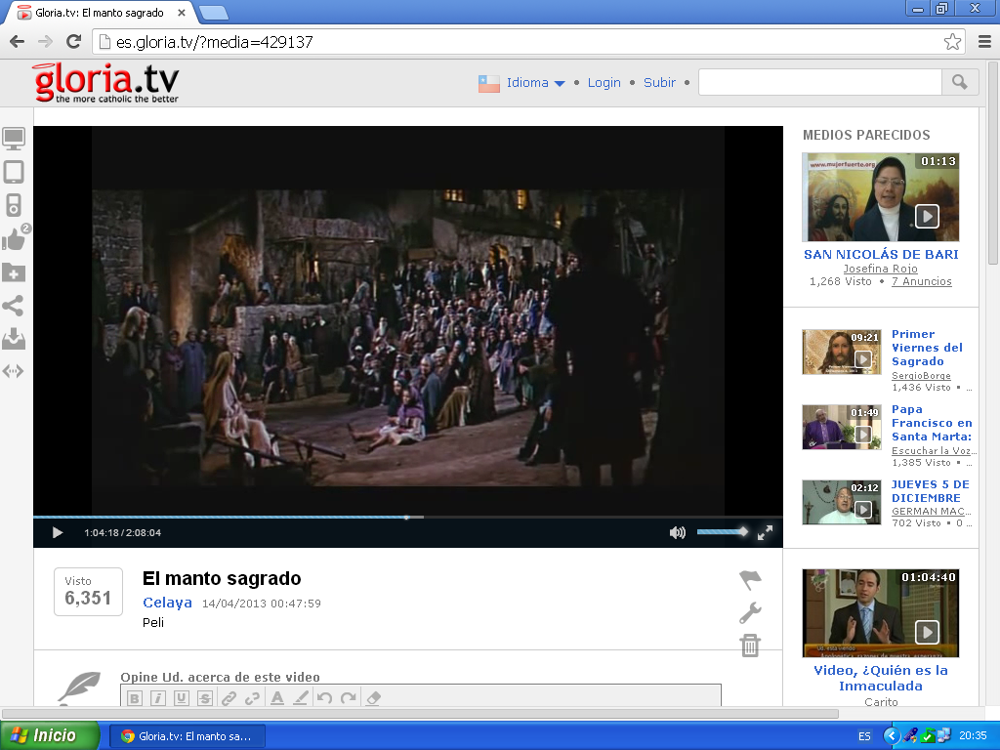 Gloria.tv: El manto sagrado
es.gloria.tv/?media=429137
gloria.tv
the more catholic the better
Idioma • Login • Subir •
MEDIOS PARECIDOS
www.mujerfuerte.org
01:13
SAN NICOLÁS DE BARI
Josefina Rojo
1,268 Visto • 7 Anuncios
09:21
Primer
Viernes del
Sagrado
SergioBorge
1,436 Visto • ...
01:49
Papa
Francisco en
Santa Marta:
Escuchar la Voz...
1,385 Visto • ...
02:12
JUEVES 5 DE
DICIEMBRE
GERMAN MAC...
702 Visto • 0 ...
2
1:04:18 / 2:08:04
Visto
6,351
El manto sagrado
Celaya 14/04/2013 00:47:59
Peli
01:04:40
Ud. esta viendo
Video, ¿Quién es la
Inmaculada
Carito
Opine Ud. acerca de este video
B i U S A
Inicio
Gloria.tv: El manto sa...
ES
20:35